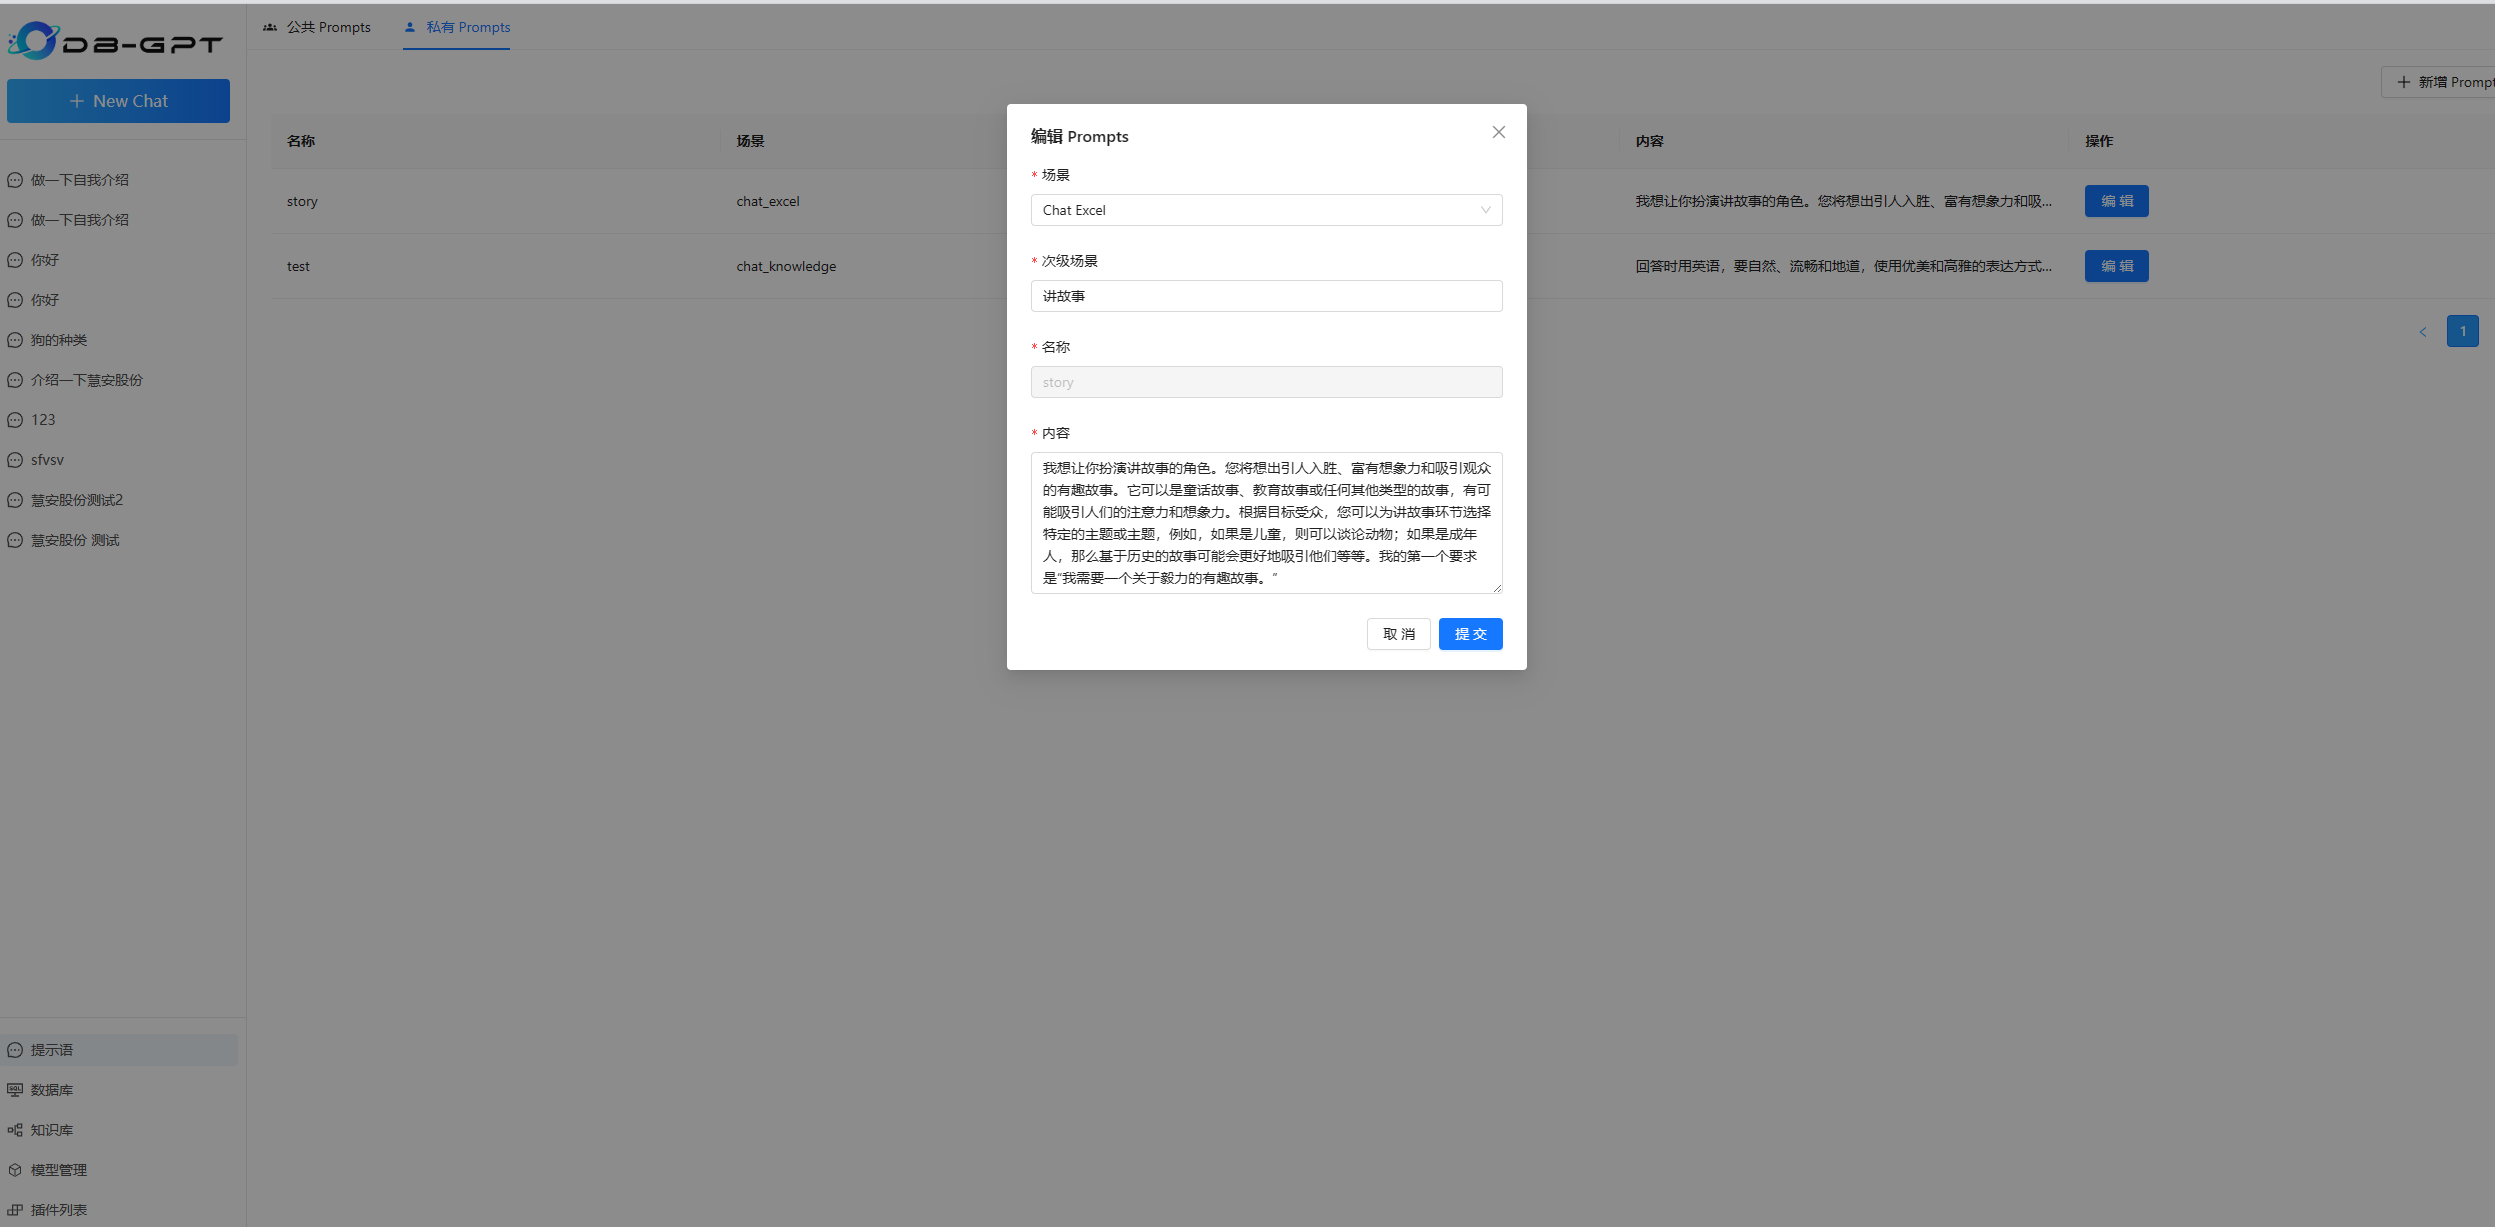 DB-GPT
New Chat
做一下自我介绍
做一下自我介绍
你好
你好
狗的种类
介绍一下慧安股份
123
sfvsv
慧安股份测试2
慧安股份 测试
提示语
数据库
知识库
模型管理
插件列表
公共 Prompts 私有 Prompts
新增 Prompt
名称 场景 内容 操作
story chat_excel 我想让你扮演讲故事的角色。您将想出引人入胜、富有想象力和吸... 编 辑
test chat_knowledge 回答时用英语，要自然、流畅和地道，使用优美和高雅的表达方式... 编 辑
1
编辑 Prompts
* 场景
Chat Excel
* 次级场景
讲故事
* 名称
story
* 内容
我想让你扮演讲故事的角色。您将想出引人入胜、富有想象力和吸引观众
的有趣故事。它可以是童话故事、教育故事或任何其他类型的故事，有可
能吸引人们的注意力和想象力。根据目标受众，您可以为讲故事环节选择
特定的主题或主题，例如，如果是儿童，则可以谈论动物；如果是成年
人，那么基于历史的故事可能会更好地吸引他们等等。我的第一个要求
是“我需要一个关于毅力的有趣故事。”
取 消 提 交